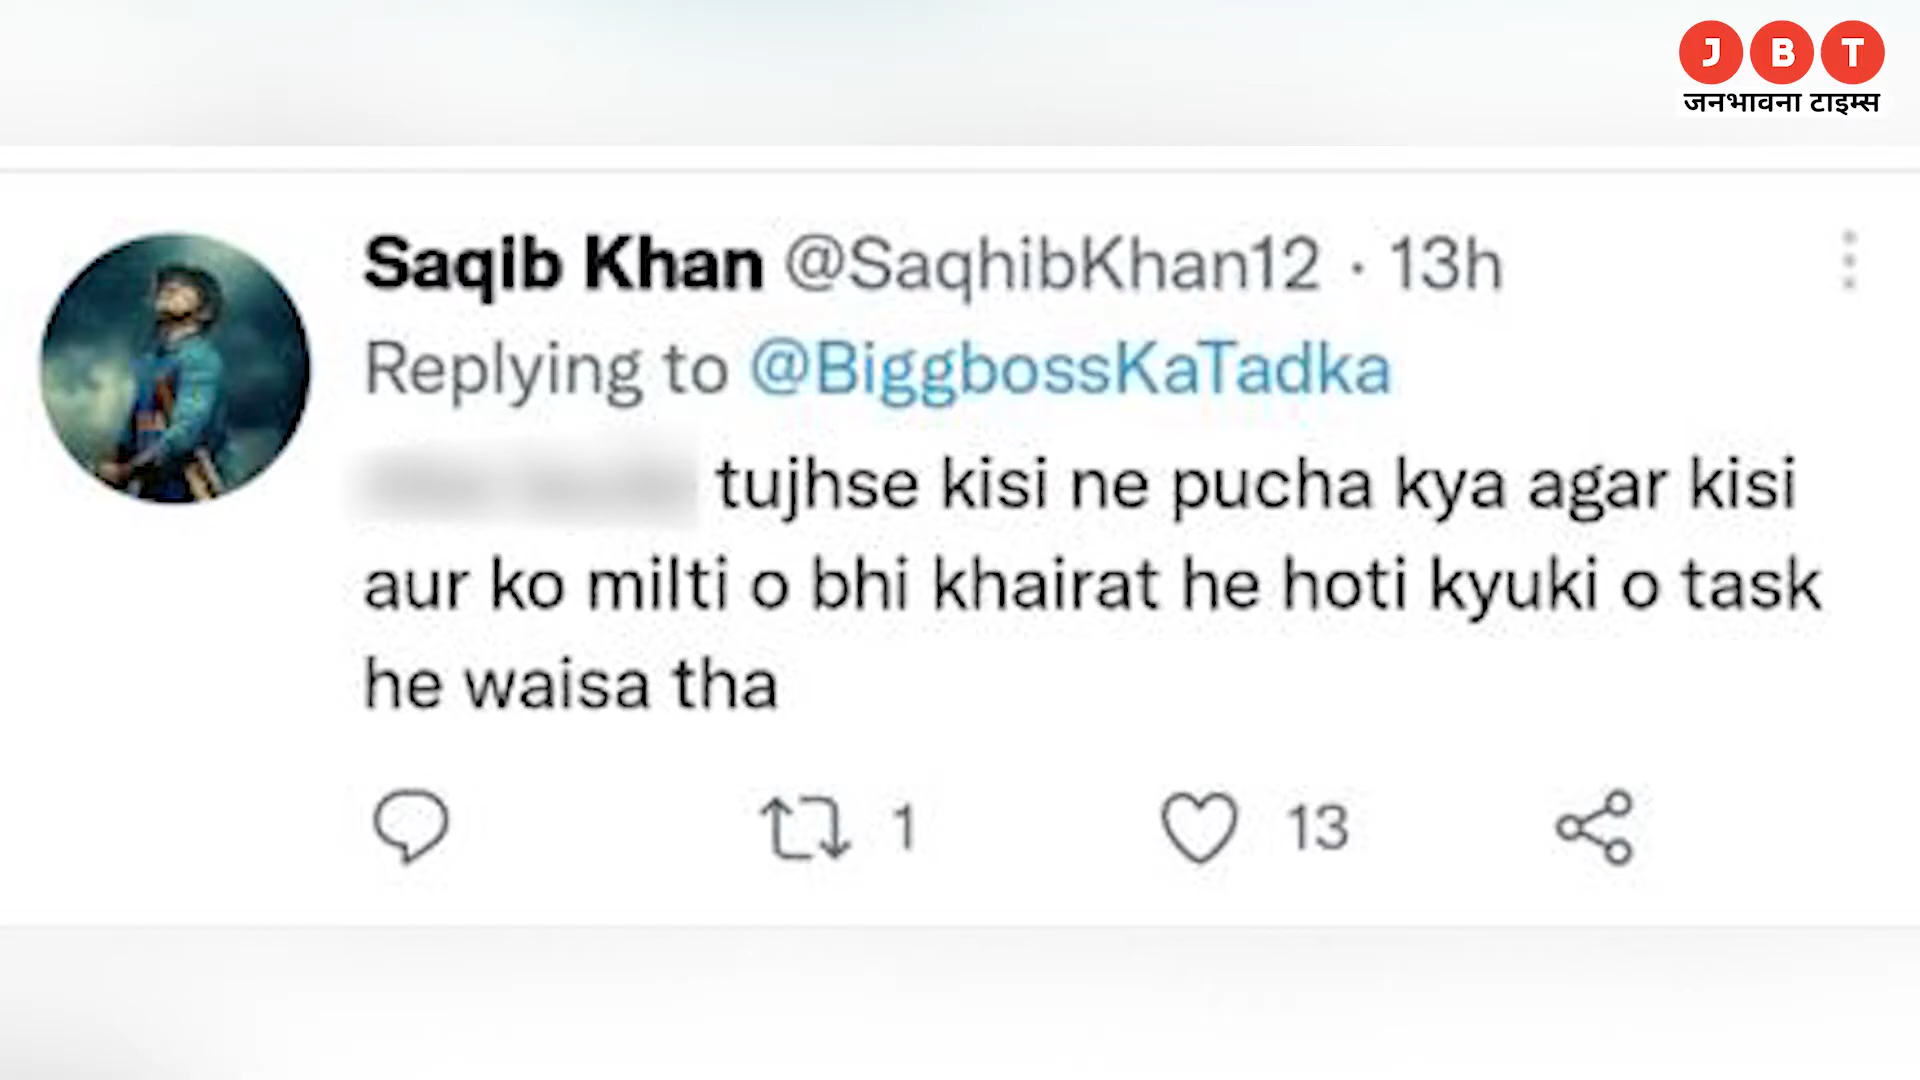 J B T
जनभावना टाइम्स
Saqib Khan @SaqhibKhan12 · 13h
Replying to @BiggbossKaTadka
tujhse kisi ne pucha kya agar kisi
aur ko milti o bhi khairat he hoti kyuki o task
he waisa tha
1 13